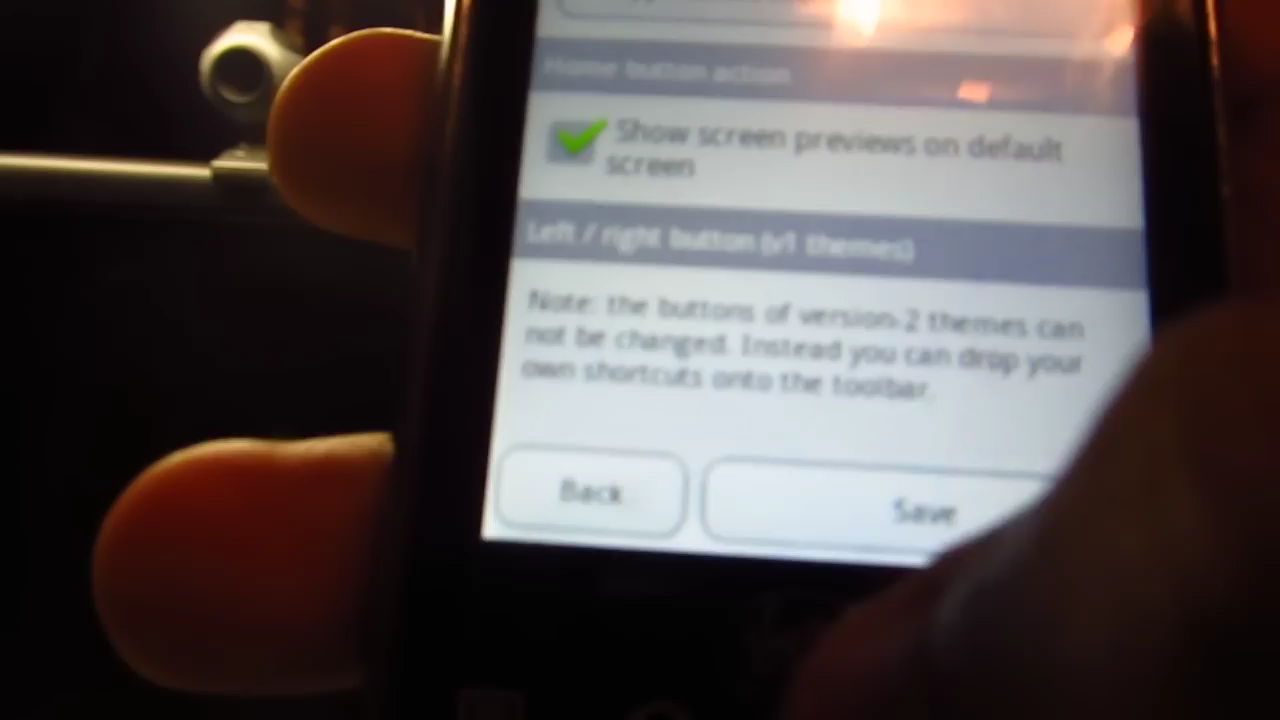 Home button action
Show screen previews on default
screen
Left / right button (v1 themes)
Note: the buttons of version-2 themes can
not be changed. Instead you can drop your
own shortcuts onto the toolbar.
Back
Save